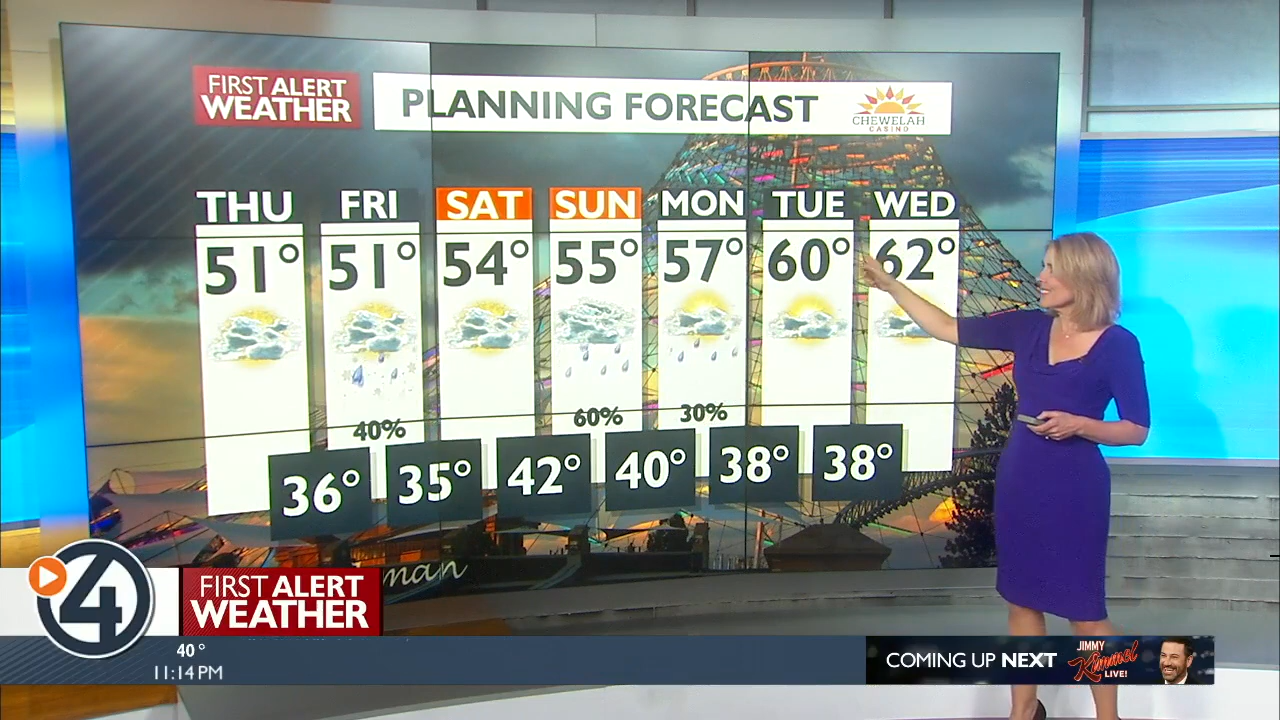 FIRST ALERT
WEATHER
PLANNING FORECAST
CHEWELAH
CASINO
THU FRI SAT SUN MON TUE WED
51° 51° 54° 55° 57° 60° 62°
40% 60% 30%
36° 35° 42° 40° 38° 38°
man
4
FIRST ALERT
WEATHER
40°
11:14 PM
COMING UP NEXT
JIMMY
Kimmel
LIVE!